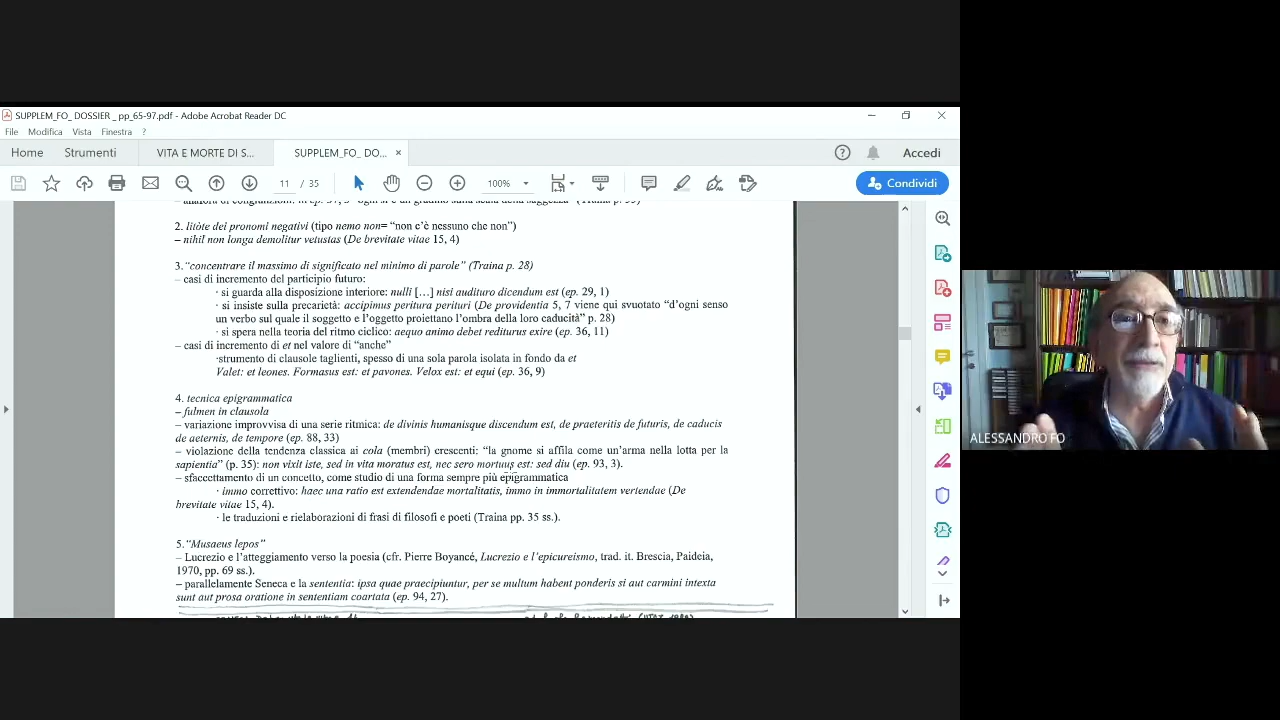 SUPPLEM_FO_ DOSSIER _ pp_65-97.pdf - Adobe Acrobat Reader DC
File Modifica Vista Finestra ?
Home Strumenti VITA E MORTE DI S... SUPPLEM_FO_ DO... × Accedi
11 / 35 100% Condividi
2. litòte dei pronomi negativi (tipo nemo non= “non c’è nessuno che non”)
– nihil non longa demolitur vetustas (De brevitate vitae 15, 4)
3.“concentrare il massimo di significato nel minimo di parole” (Traina p. 28)
– casi di incremento del participio futuro:
· si guarda alla disposizione interiore: nulli [...] nisi audituro dicendum est (ep. 29, 1)
· si insiste sulla precarietà: accipimus peritura perituri (De providentia 5, 7 viene qui svuotato “d’ogni senso
un verbo sul quale il soggetto e l’oggetto proiettano l’ombra della loro caducità” p. 28)
· si spera nella teoria del ritmo ciclico: aequo animo debet rediturus exire (ep. 36, 11)
– casi di incremento di et nel valore di “anche”
·strumento di clausole taglienti, spesso di una sola parola isolata in fondo da et
Valet: et leones. Formasus est: et pavones. Velox est: et equi (ep. 36, 9)
4. tecnica epigrammatica
– fulmen in clausola
– variazione improvvisa di una serie ritmica: de divinis humanisque discendum est, de praeteritis de futuris, de caducis
de aeternis, de tempore (ep. 88, 33)
– violazione della tendenza classica ai cola (membri) crescenti: “la gnome si affila come un’arma nella lotta per la
sapientia” (p. 35): non vixit iste, sed in vita moratus est, nec sero mortuus est: sed diu (ep. 93, 3).
– sfaccettamento di un concetto, come studio di una forma sempre più epigrammatica
· immo correttivo: haec una ratio est extendendae mortalitatis, immo in immortalitatem vertendae (De
brevitate vitae 15, 4).
· le traduzioni e rielaborazioni di frasi di filosofi e poeti (Traina pp. 35 ss.).
5.“Musaeus lepos”
– Lucrezio e l’atteggiamento verso la poesia (cfr. Pierre Boyancé, Lucrezio e l’epicureismo, trad. it. Brescia, Paideia,
1970, pp. 69 ss.).
– parallelamente Seneca e la sententia: ipsa quae praecipiuntur, per se multum habent ponderis si aut carmini intexta
sunt aut prosa oratione in sententiam coartata (ep. 94, 27).
ALESSANDRO FO